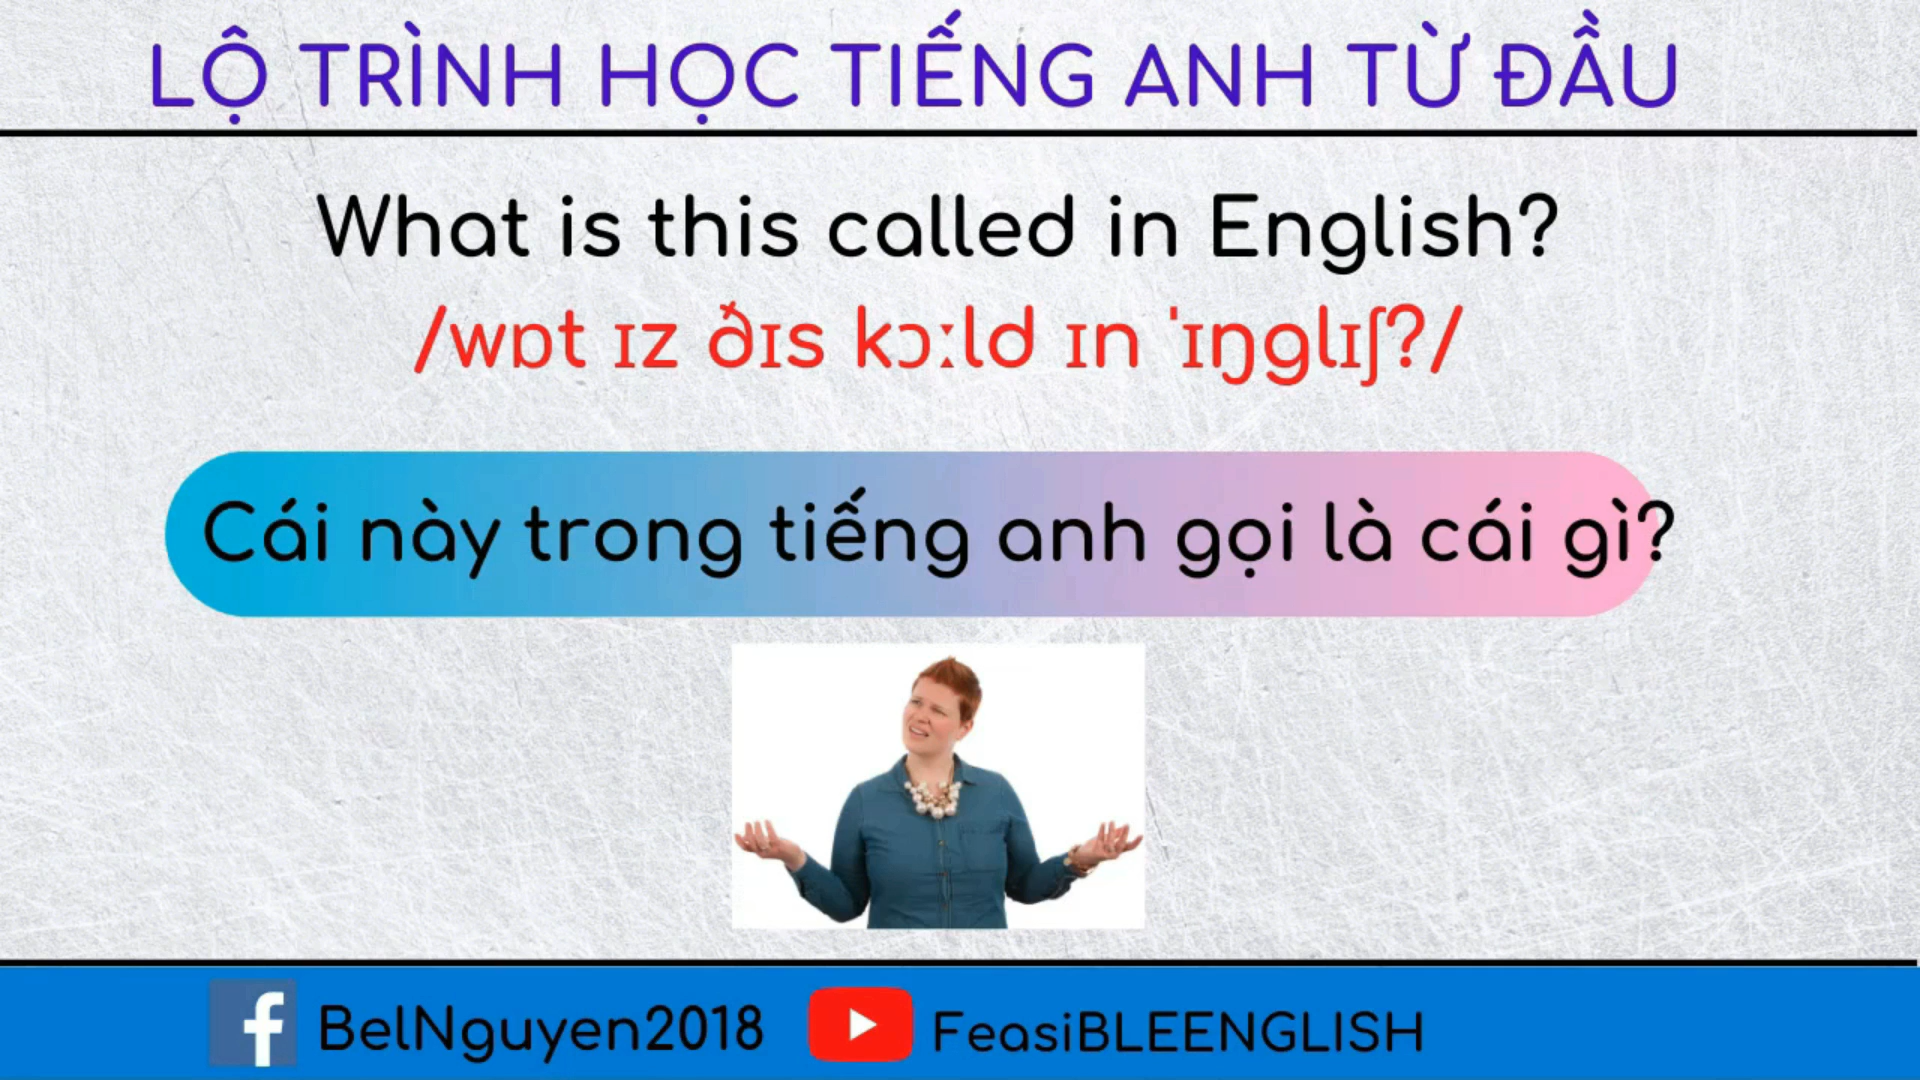 LỘ TRÌNH HỌC TIẾNG ANH TỪ ĐẦU
What is this called in English?
/wɒt ɪz ðɪs kɔːld ɪn ˈɪŋɡlɪʃ?/
Cái này trong tiếng anh gọi là cái gì?
BelNguyen2018 FeasiBLEENGLISH